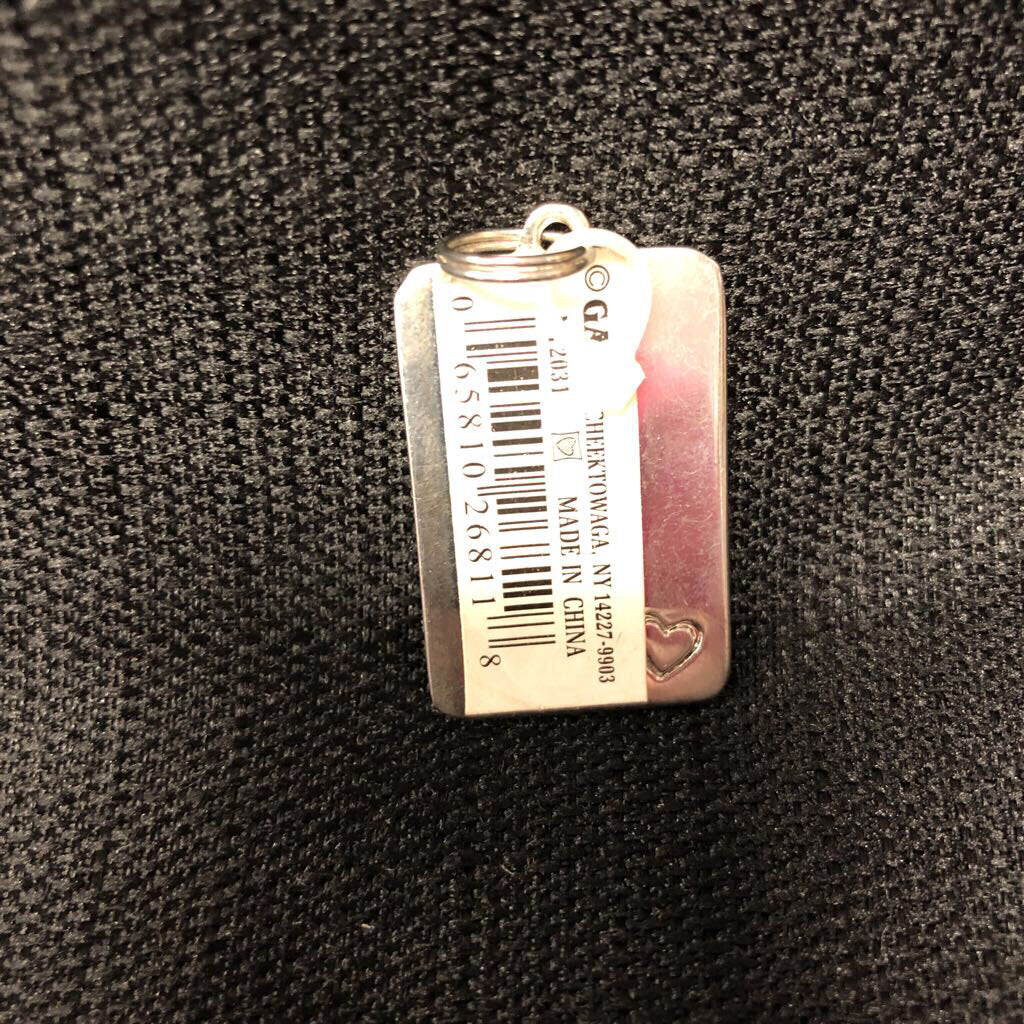 © GA
CHEEKTOWAGA, NY 14227-9903
2031 MADE IN CHINA
0 65810 26811 8